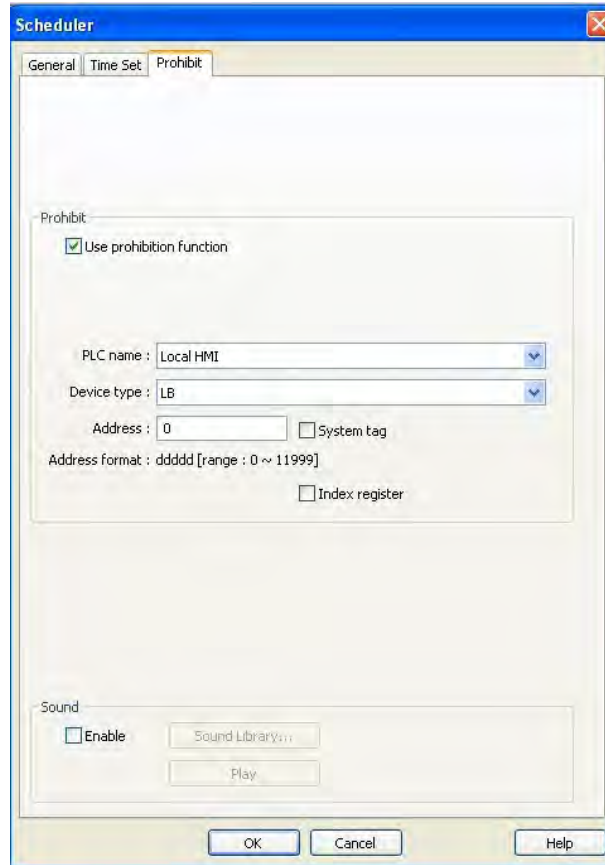 Scheduler
General Time Set Prohibit
Prohibit
Use prohibition function
PLC name : Local HMI
Device type : LB
Address : 0 System tag
Address format : ddddd [range : 0 ~ 11999]
Index register
Sound
Enable Sound Library...
Play
OK Cancel Help